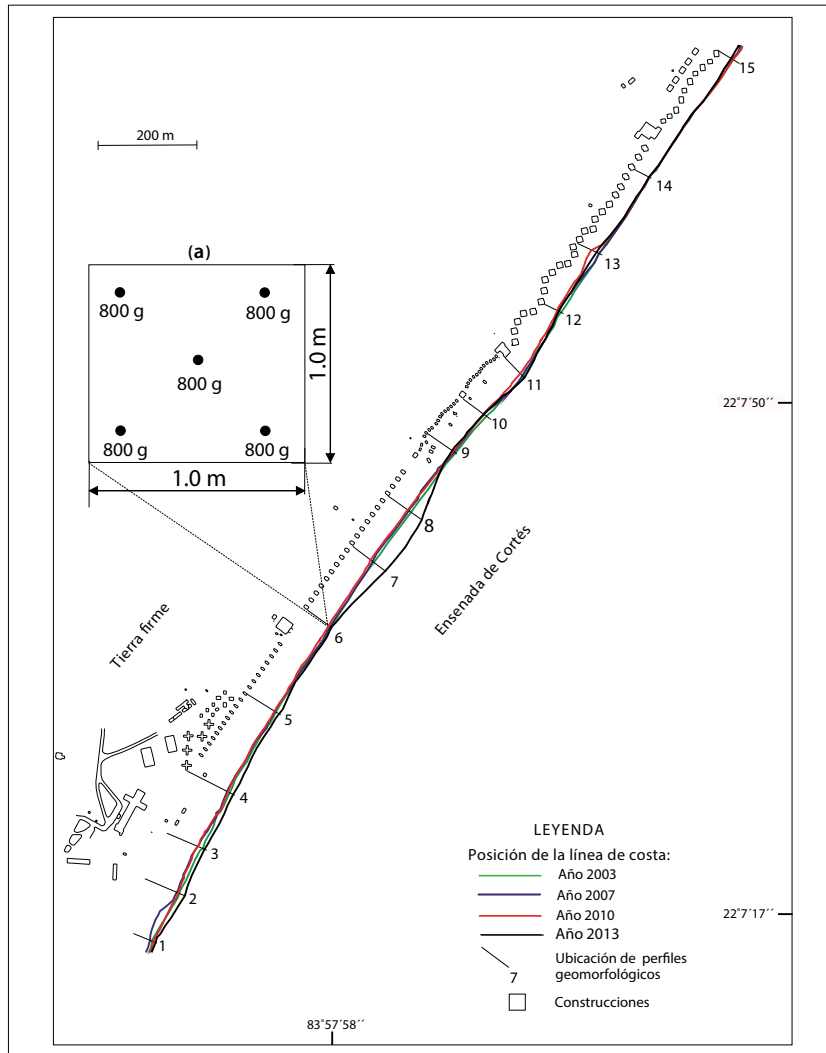 15
200 m
14
(a)
13
800 g
800 g
12
1.0 m
800 g
11
22°7´50´´
10
800 g
800 g
9
1.0 m
8
Ensenada de Cortés
7
Tierra firme
6
5
4
LEYENDA
Posición de la línea de costa:
3
Año 2003
Año 2007
2
Año 2010
22°7´17´´
Año 2013
1
Ubicación de perfiles
7 geomorfológicos
Construcciones
83°57´58´´